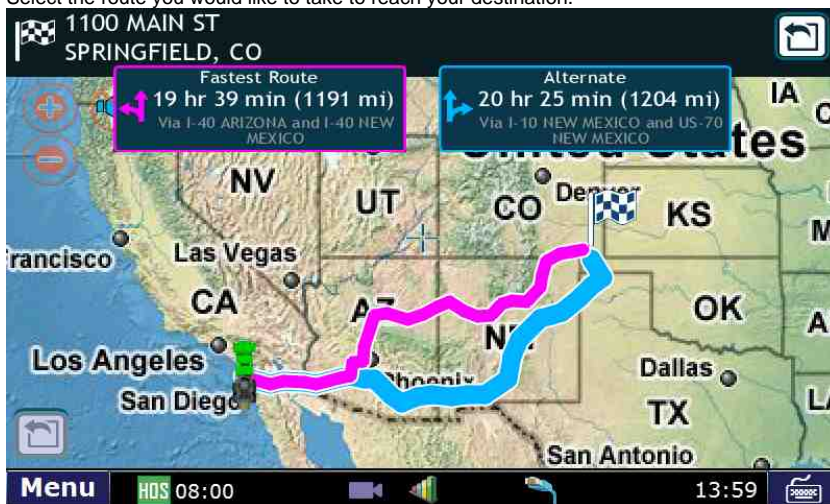 Select the route you would like to take to reach your destination.
1100 MAIN ST
SPRINGFIELD, CO
Fastest Route
19 hr 39 min (1191 mi)
Via I-40 ARIZONA and I-40 NEW
MEXICO
Alternate
20 hr 25 min (1204 mi)
Via I-10 NEW MEXICO and US-70
NEW MEXICO
IA
United States
NV
UT
CO
Denver
KS
rancisco
Las Vegas
CA
AZ
OK
Los Angeles
Phoenix
Dallas
San Diego
TX
San Antonio
Menu
HOS 08:00
13:59